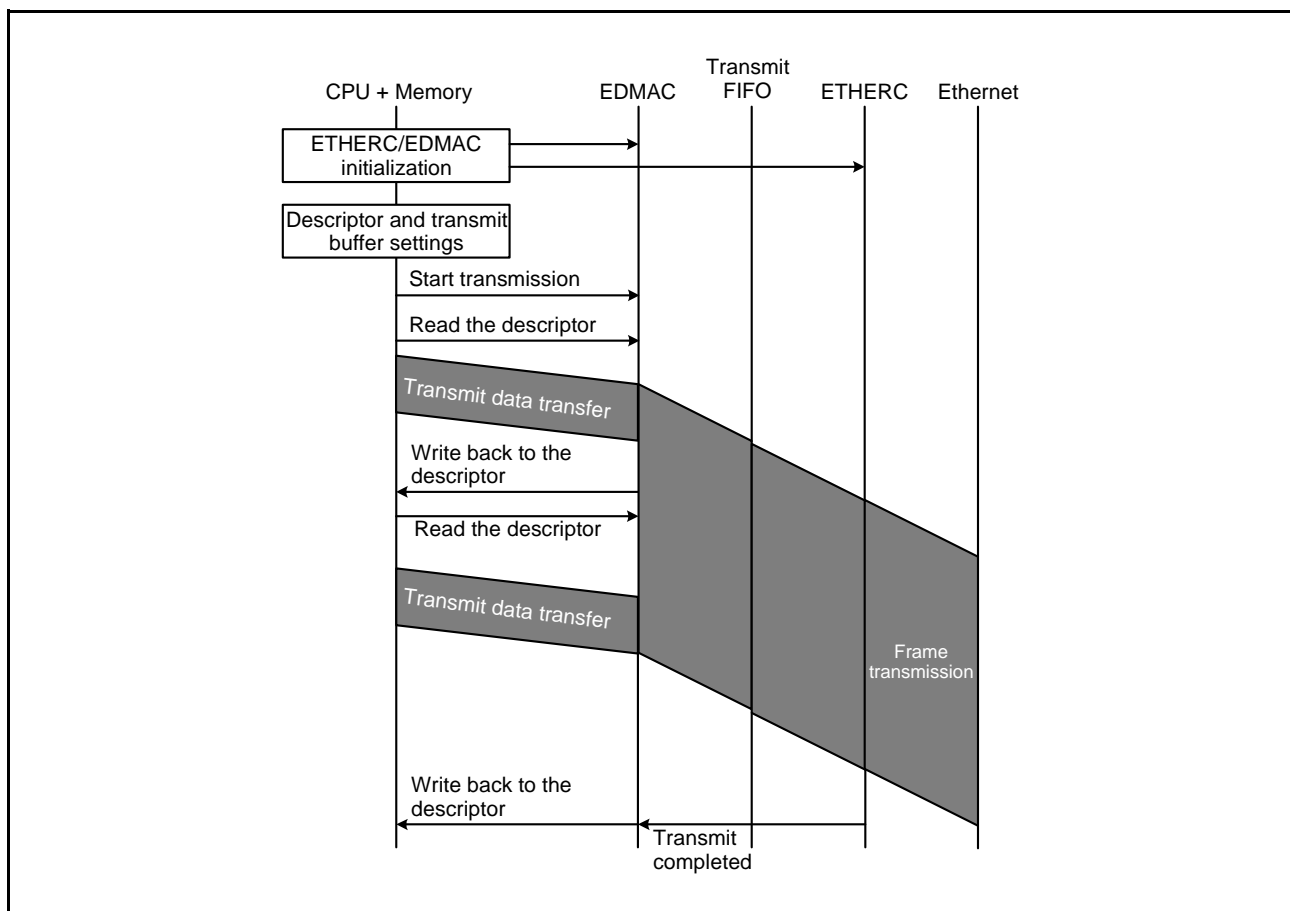 Transmit
CPU + Memory EDMAC FIFO ETHERC Ethernet
ETHERC/EDMAC
initialization
Descriptor and transmit
buffer settings
Start transmission
Read the descriptor
Transmit data transfer
Write back to the
descriptor
Read the descriptor
Transmit data transfer
Frame
transmission
Write back to the
descriptor
Transmit
completed